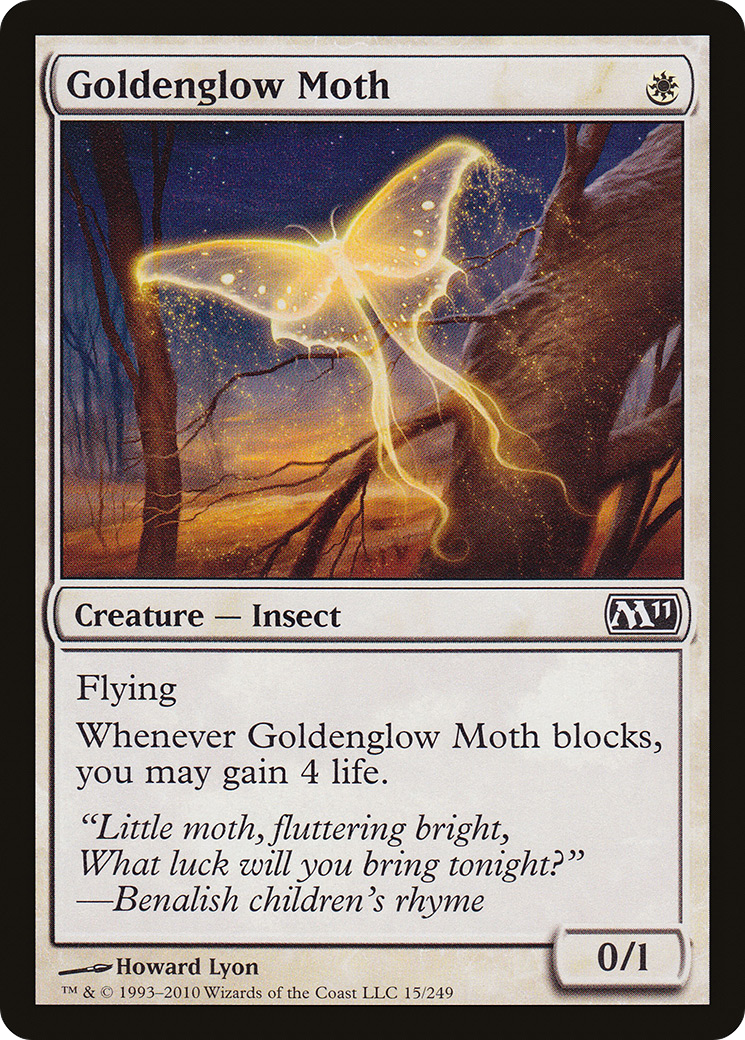 Goldenglow Moth
Creature — Insect
M11
Flying
Whenever Goldenglow Moth blocks,
you may gain 4 life.
“Little moth, fluttering bright,
What luck will you bring tonight?”
—Benalish children’s rhyme
0/1
Howard Lyon
™ & © 1993–2010 Wizards of the Coast LLC 15/249